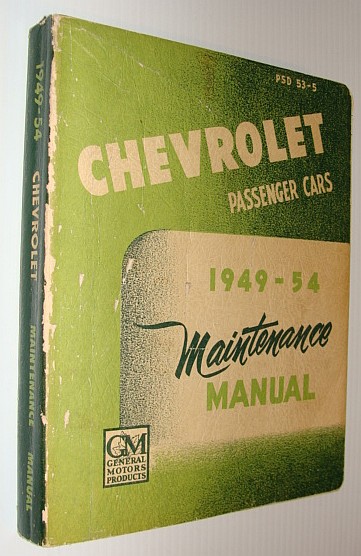 1949-54 CHEVROLET MAINTENANCE MANUAL
PSD 53-5
CHEVROLET
PASSENGER CARS
1949-54
Maintenance
MANUAL
GM
GENERAL
MOTORS
PRODUCTS